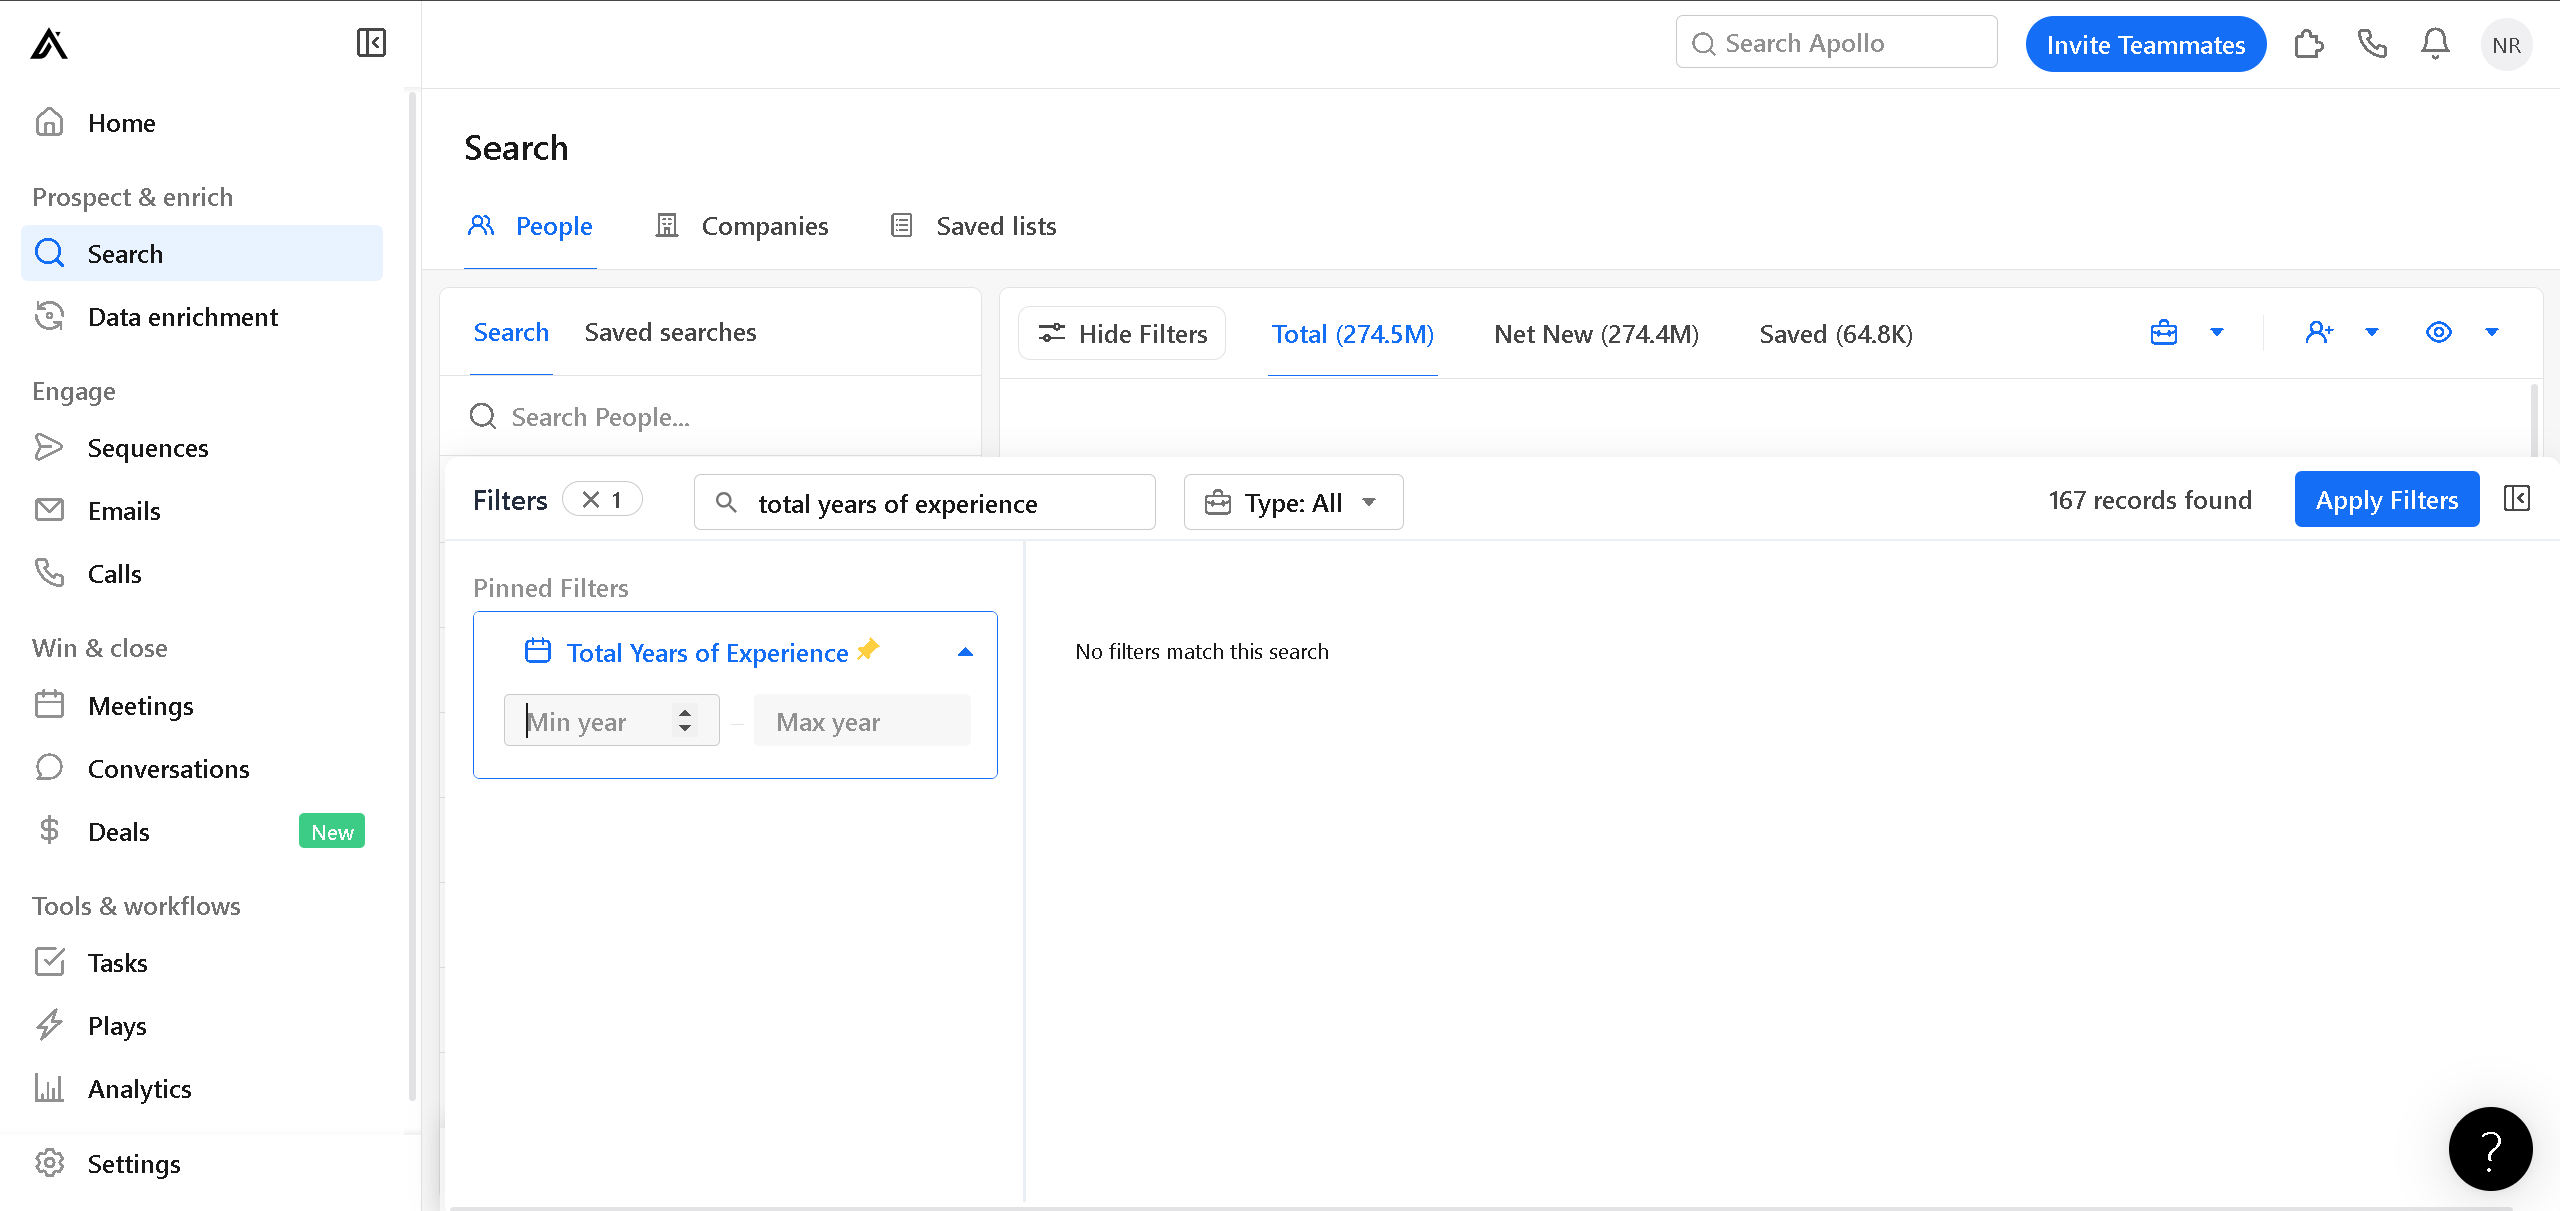 Search Apollo
Invite Teammates
NR
Home
Prospect & enrich
Search
Data enrichment
Engage
Sequences
Emails
Calls
Win & close
Meetings
Conversations
Deals
New
Tools & workflows
Tasks
Plays
Analytics
Settings
Search
People
Companies
Saved lists
Search
Saved searches
Search People...
Hide Filters
Total (274.5M)
Net New (274.4M)
Saved (64.8K)
Filters
1
total years of experience
Type: All
167 records found
Apply Filters
Pinned Filters
Total Years of Experience
Min year
–
Max year
No filters match this search
?